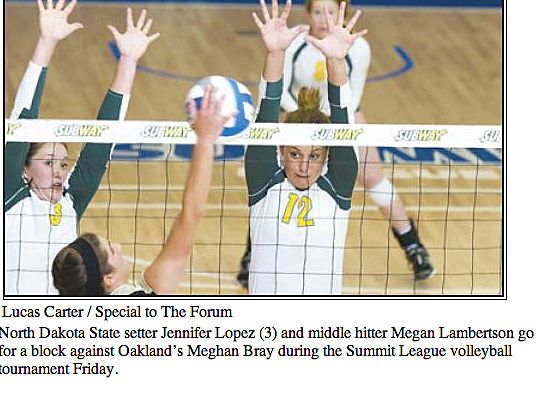 SUBWAY SUBWAY SUBWAY SUBWAY SUBWAY SUB
3
12
Lucas Carter / Special to The Forum
North Dakota State setter Jennifer Lopez (3) and middle hitter Megan Lambertson go
for a block against Oakland’s Meghan Bray during the Summit League volleyball
tournament Friday.